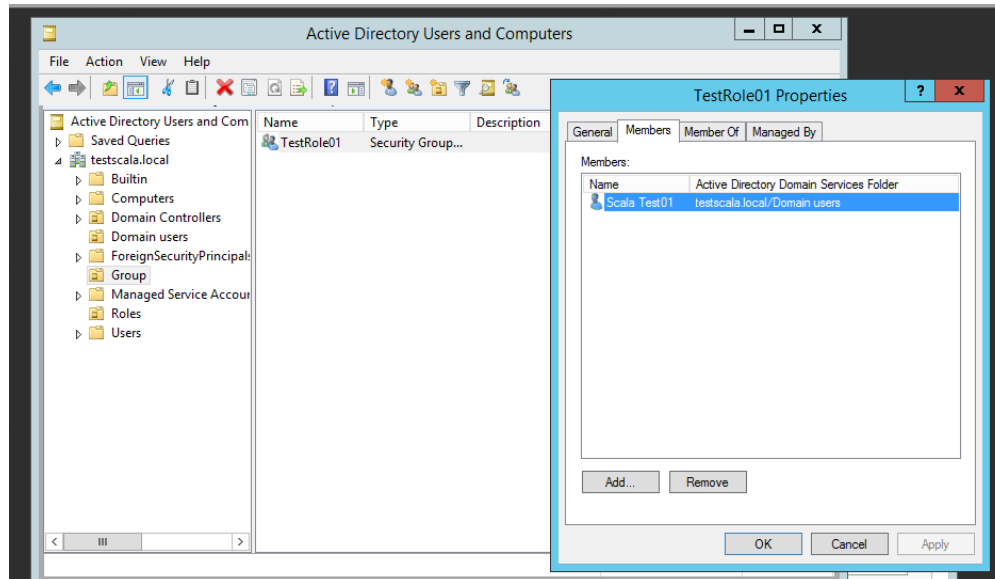 Active Directory Users and Computers
File Action View Help
Active Directory Users and Com
Saved Queries
testscala.local
Builtin
Computers
Domain Controllers
Domain users
ForeignSecurityPrincipals
Group
Managed Service Accour
Roles
Users
Name Type Description
TestRole01 Security Group...
TestRole01 Properties
General Members Member Of Managed By
Members:
Name Active Directory Domain Services Folder
Scala Test01 testscala.local/Domain users
Add... Remove
OK Cancel Apply